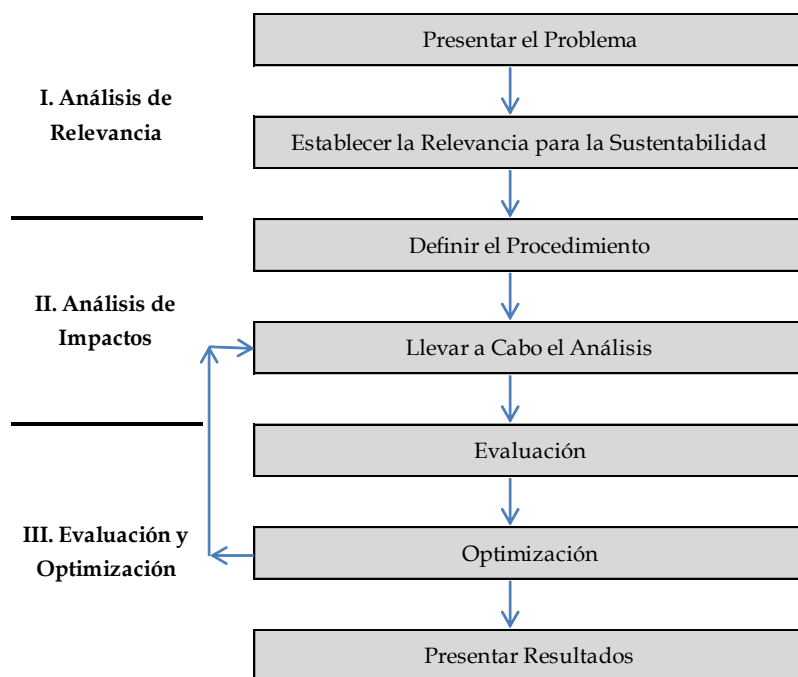 Presentar el Problema
I. Análisis de
Relevancia
Establecer la Relevancia para la Sustentabilidad
Definir el Procedimiento
II. Análisis de
Impactos
Llevar a Cabo el Análisis
Evaluación
III. Evaluación y
Optimización
Optimización
Presentar Resultados